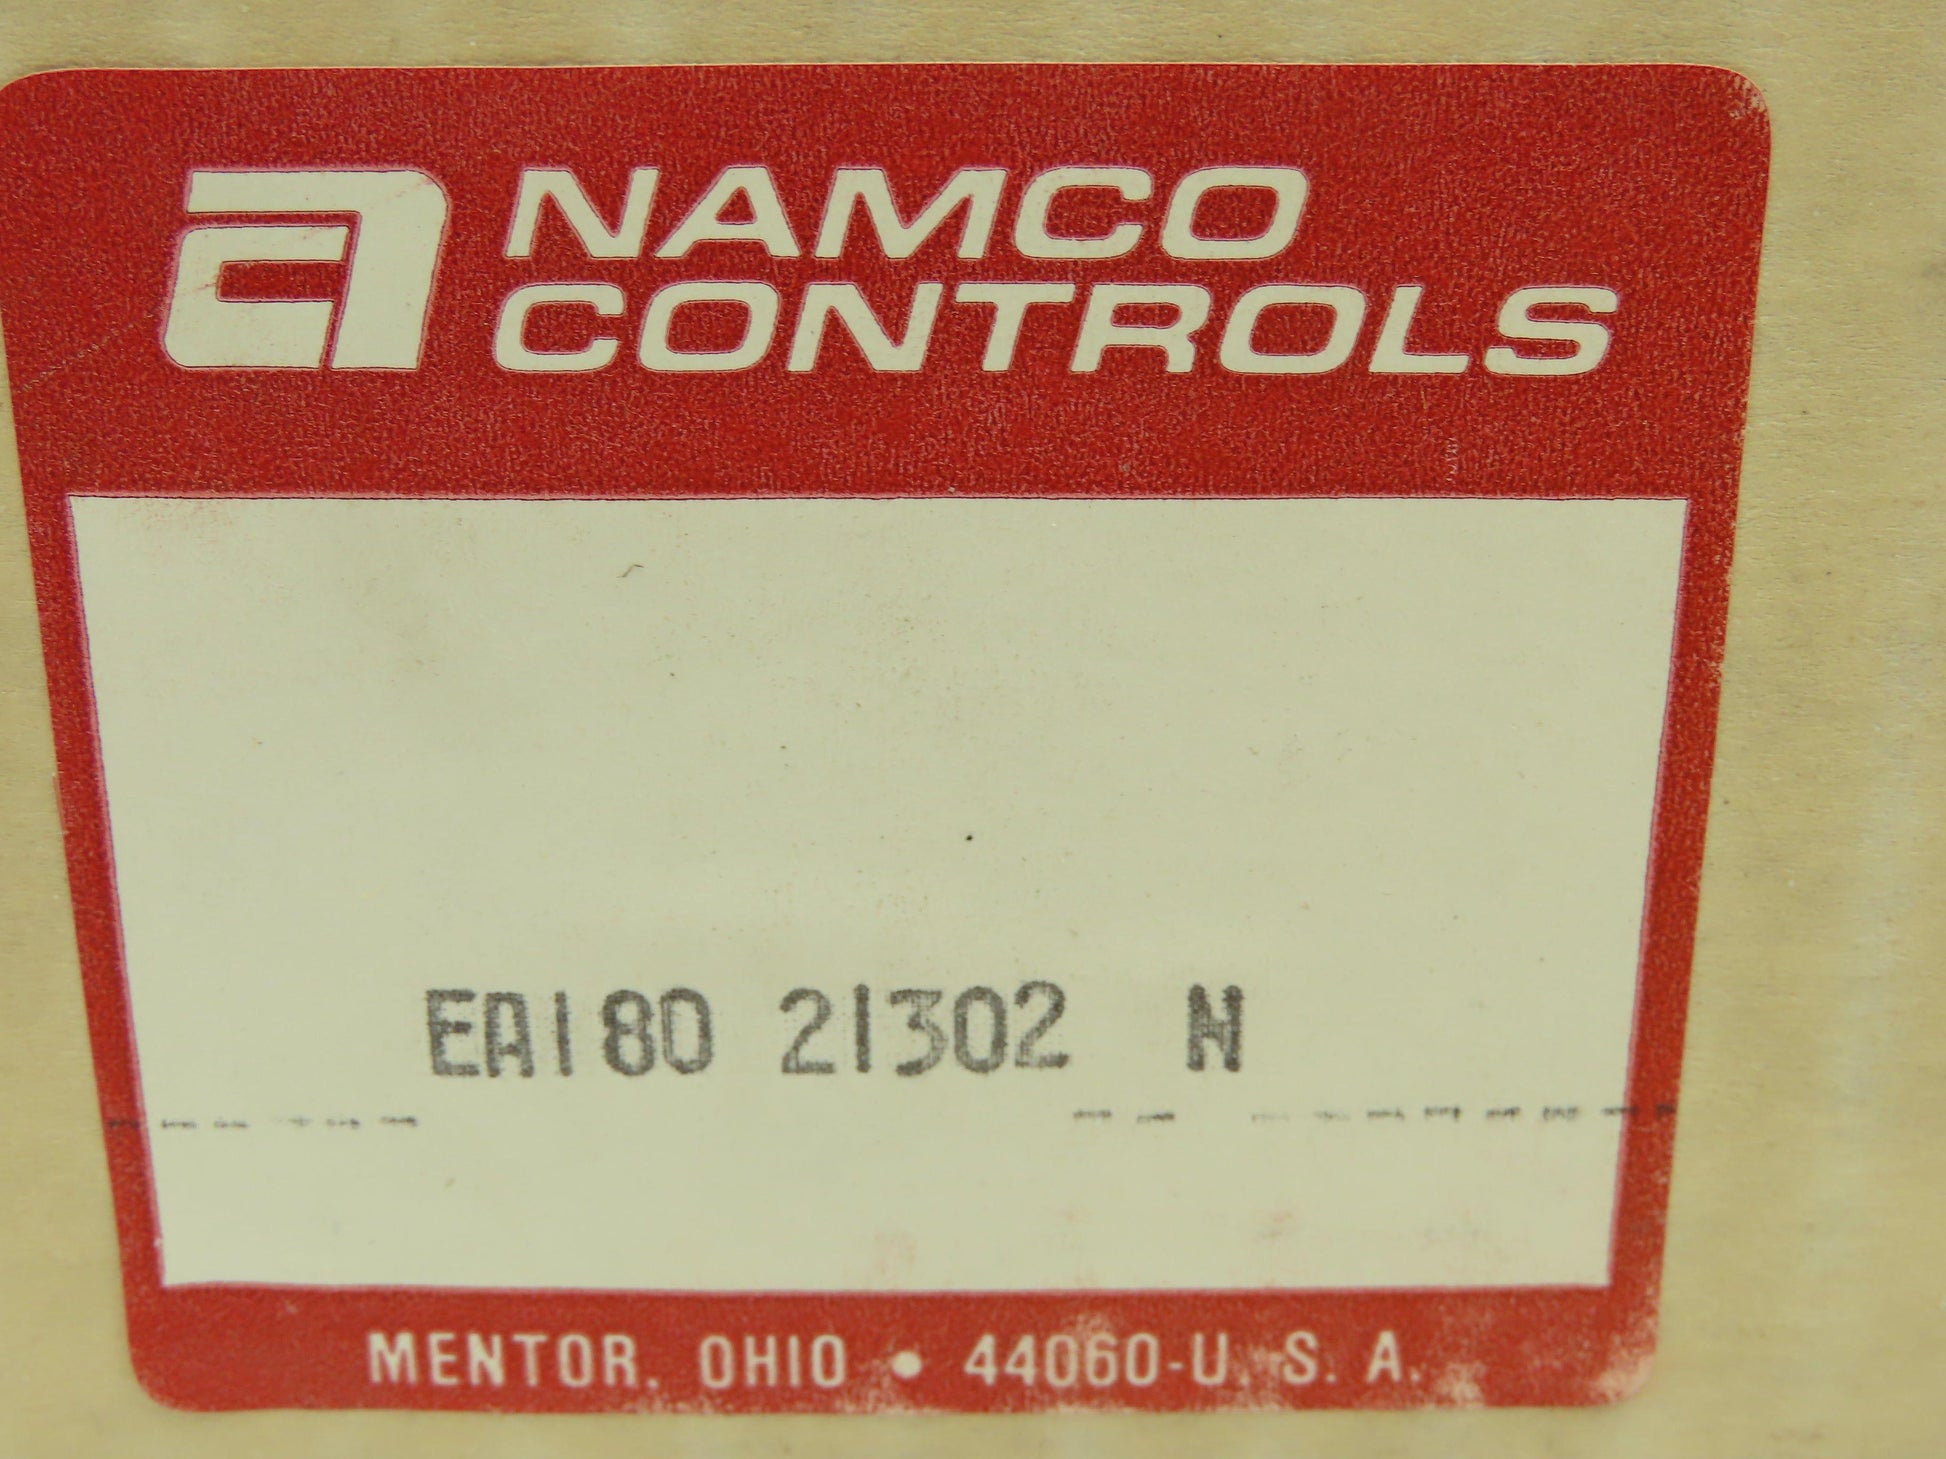 NAMCO
CONTROLS
EA180 21302 N
MENTOR, OHIO • 44060-U.S.A.